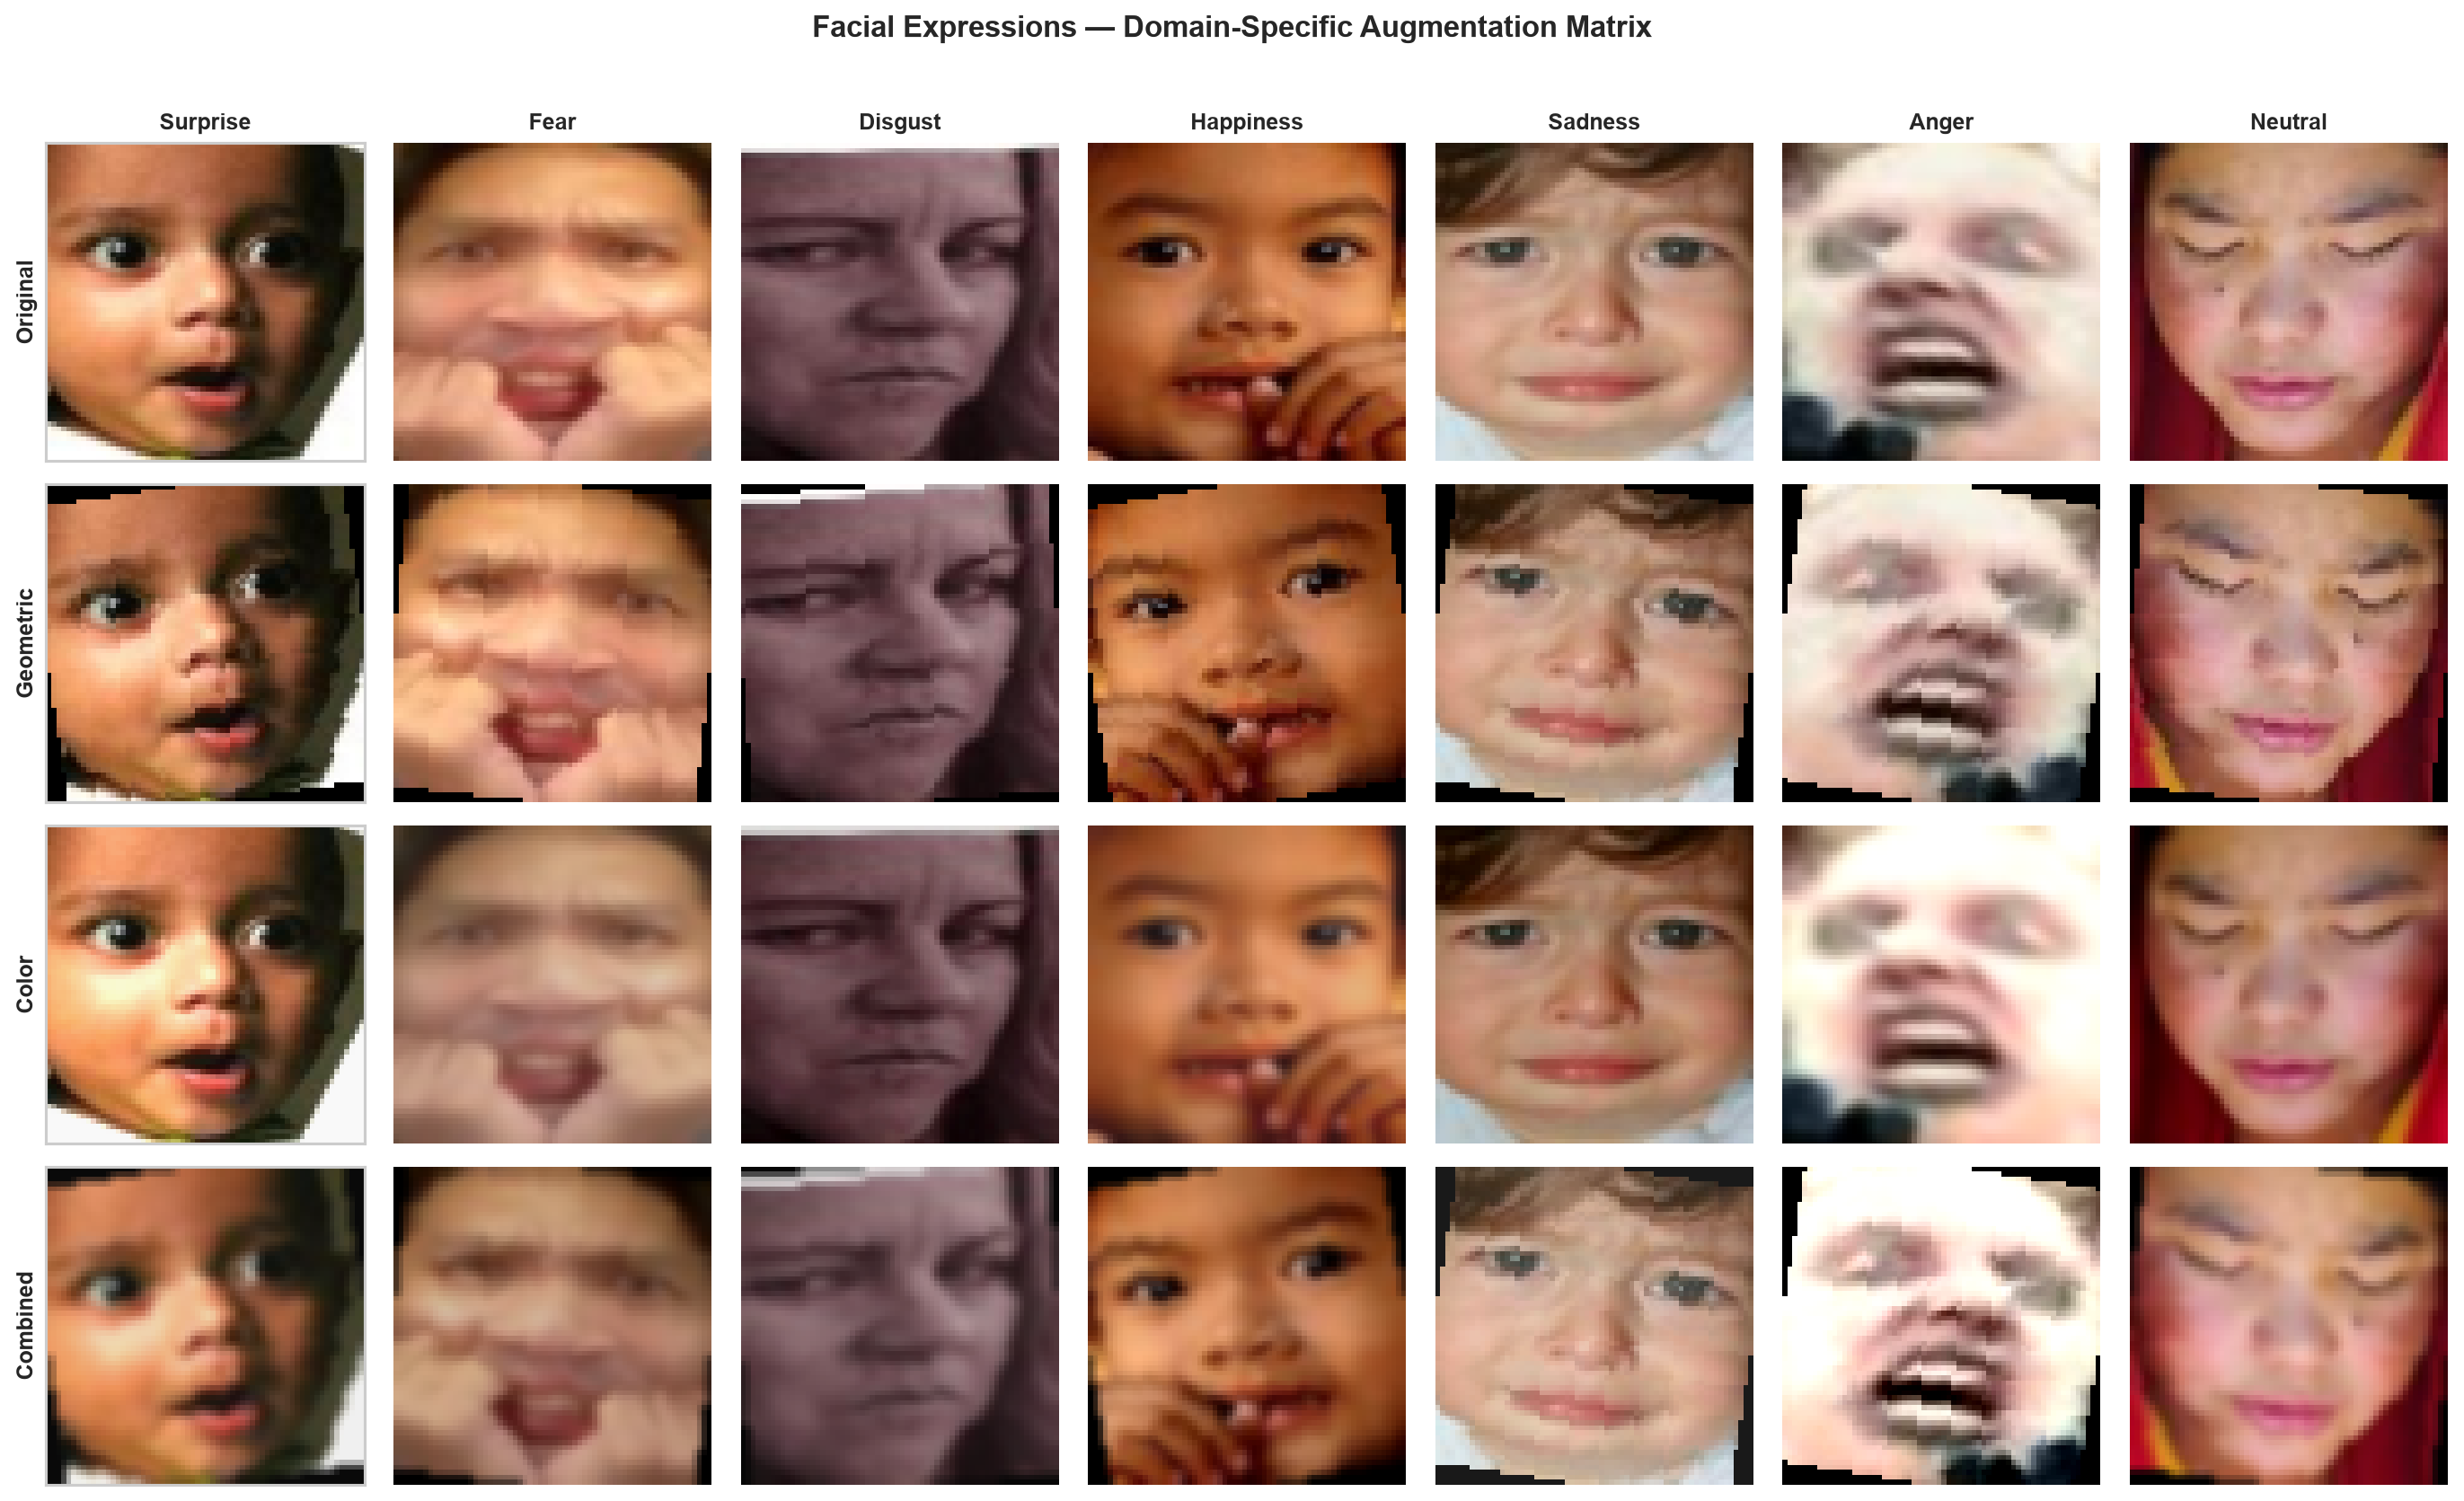 Facial Expressions — Domain-Specific Augmentation Matrix
Surprise Fear Disgust Happiness Sadness Anger Neutral
Original
Geometric
Color
Combined